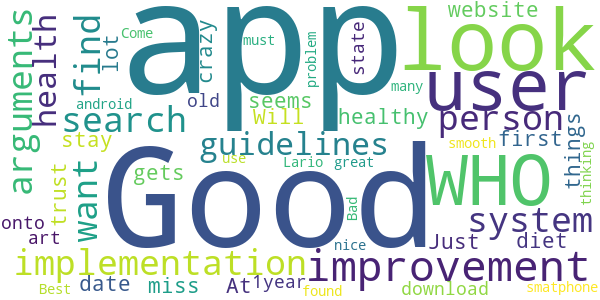 app
look
Good
user
WHO
website
Come
crazy
must
problem
state
many
find
lot
health
arguments
android
old
seems
Will
healthy
person
first
things
search
stay
guidelines
smooth
thinking
want
trust
gets
use
Lario
great
Bad
system
onto
art
nice
Just
diet
implementation
improvement
date
miss
At
1year
download
Best
found
smatphone